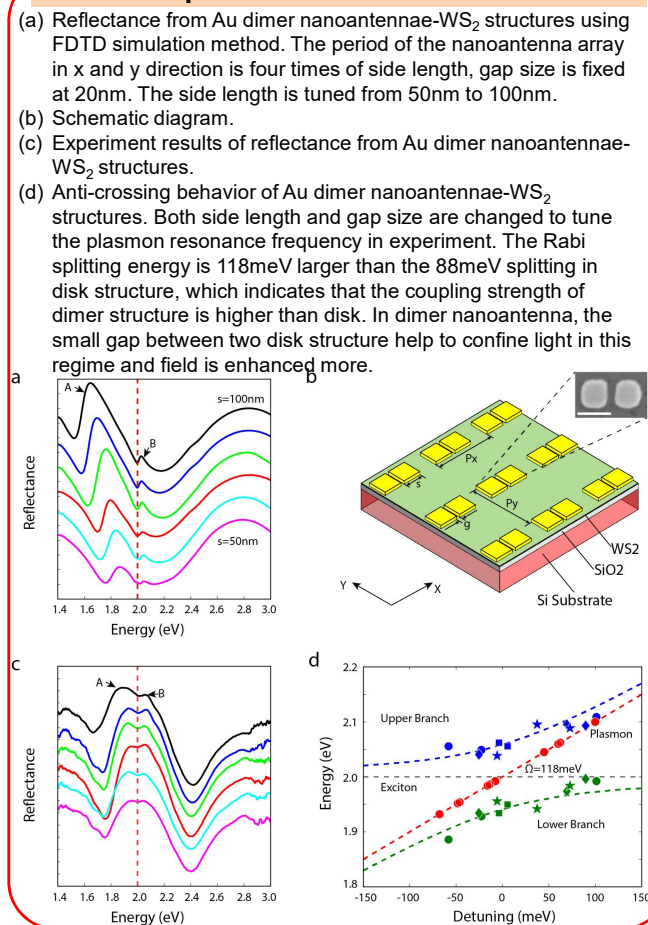 (a) Reflectance from Au dimer nanoantennae-WS2 structures using
FDTD simulation method. The period of the nanoantenna array
in x and y direction is four times of side length, gap size is fixed
at 20nm. The side length is tuned from 50nm to 100nm.
(b) Schematic diagram.
(c) Experiment results of reflectance from Au dimer nanoantennae-
WS2 structures.
(d) Anti-crossing behavior of Au dimer nanoantennae-WS2
structures. Both side length and gap size are changed to tune
the plasmon resonance frequency in experiment. The Rabi
splitting energy is 118meV larger than the 88meV splitting in
disk structure, which indicates that the coupling strength of
dimer structure is higher than disk. In dimer nanoantenna, the
small gap between two disk structure help to confine light in this
regime and field is enhanced more.
a
A
s=100nm
B
s=50nm
Reflectance
1.4 1.6 1.8 2.0 2.2 2.4 2.6 2.8 3.0
Energy (eV)
b
Px
s
Py
g
WS2
SiO2
Si Substrate
Y
X
c
A
B
Reflectance
1.4 1.6 1.8 2.0 2.2 2.4 2.6 2.8 3.0
Energy (eV)
d
2.2
2.1
2.0
1.9
1.8
Energy (eV)
Upper Branch
Plasmon
Ω=118meV
Exciton
Lower Branch
-150 -100 -50 0 50 100 150
Detuning (meV)